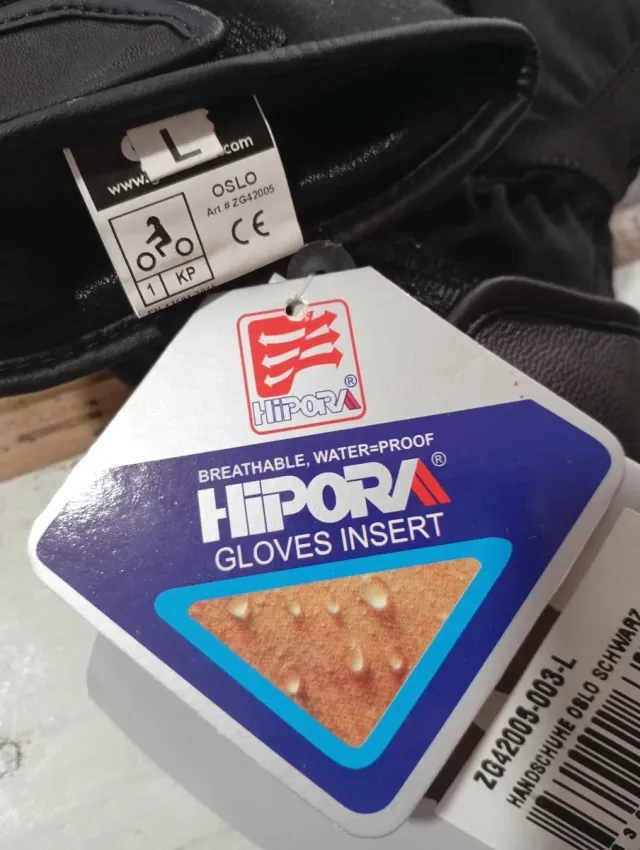 L
www.
.com
OSLO
Art # ZG42005
CE
1 KP
HiPORA®
BREATHABLE, WATER=PROOF
HiPORA®
GLOVES INSERT
ZG42005-003-L
HANDSCHUHE OSLO SCHWARZ